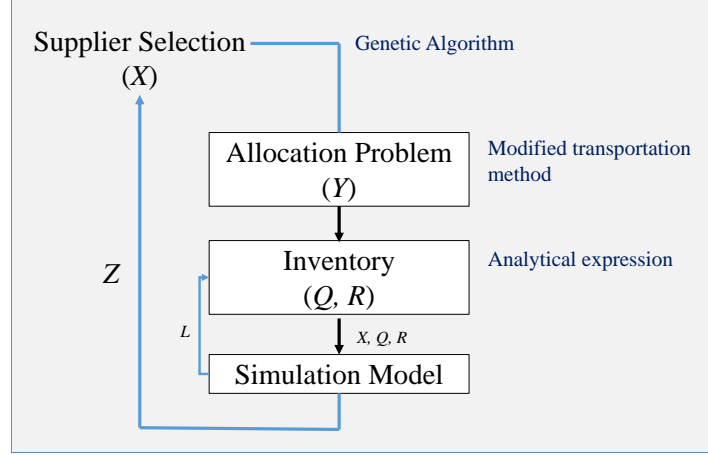 Supplier Selection
(X)
Genetic Algorithm
Allocation Problem
(Y)
Modified transportation
method
Inventory
(Q, R)
Analytical expression
Z
L
X, Q, R
Simulation Model